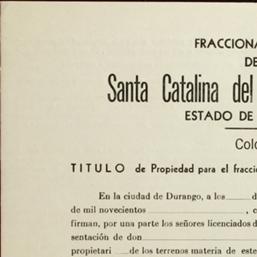 FRACCIONA
DE
Santa Catalina del
ESTADO DE
Colo
TITULO de Propiedad para el fracci
En la ciudad de Durango, a los d
de mil novecientos , c
firman, por una parte los señores licenciados d
sentación de don
propietari de los terrenos materia de este